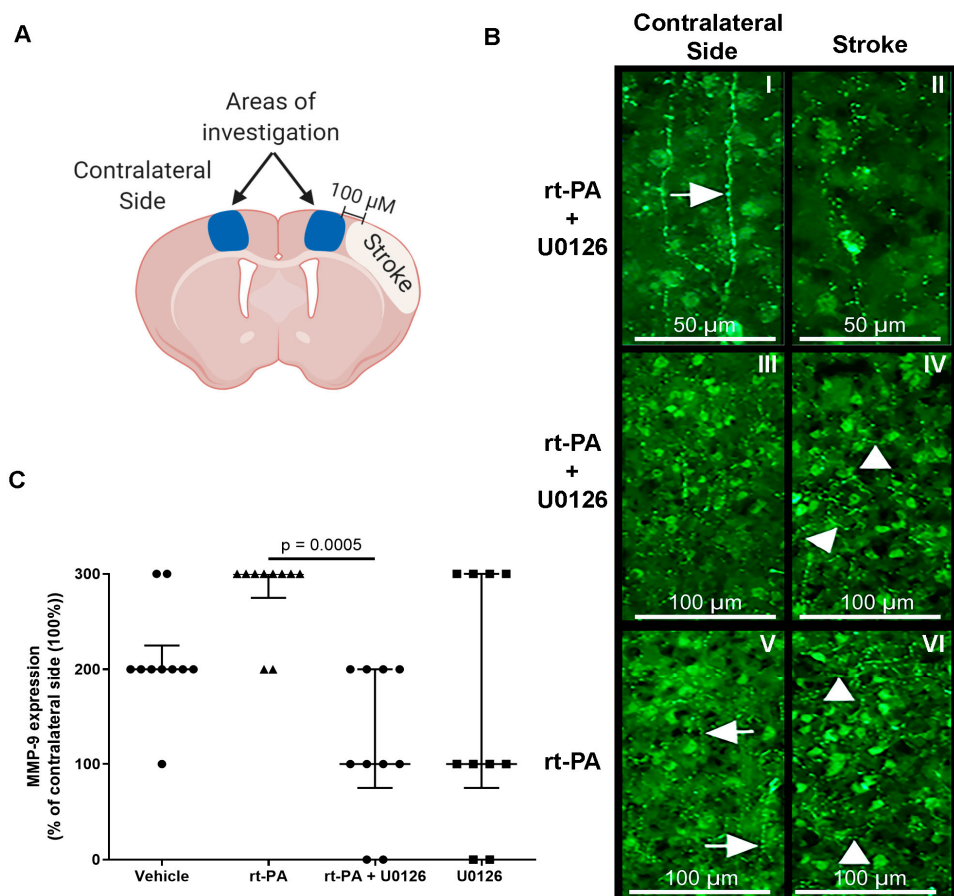 A
Areas of
investigation
Contralateral
Side
100 µM
Stroke
B
Contralateral
Side
Stroke
rt-PA
+
U0126
I
II
50 µm
50 µm
rt-PA
+
U0126
III
IV
100 µm
100 µm
rt-PA
V
VI
100 µm
100 µm
C
MMP-9 expression
(% of contralateral side (100%))
p = 0.0005
300
200
100
0
Vehicle
rt-PA
rt-PA + U0126
U0126